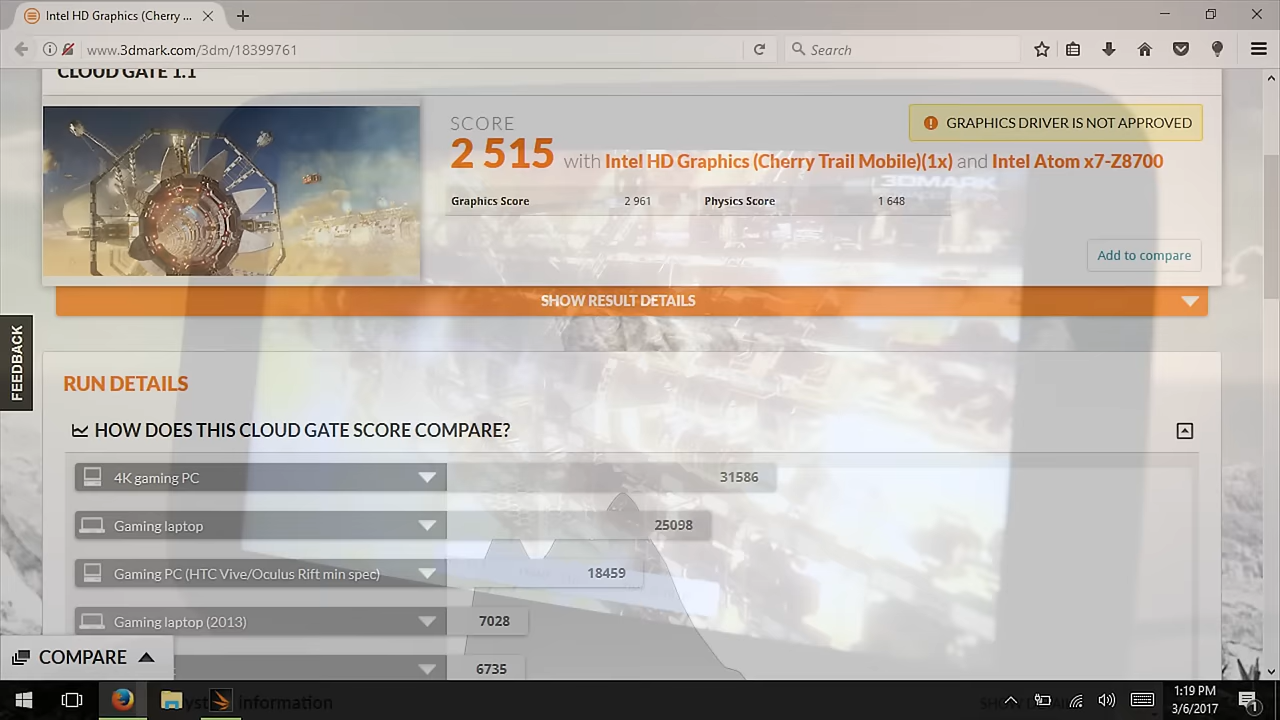 Intel HD Graphics (Cherry ...
www.3dmark.com/3dm/18399761
Search
CLOUD GATE 1.1
SCORE
GRAPHICS DRIVER IS NOT APPROVED
2 515 with Intel HD Graphics (Cherry Trail Mobile)(1x) and Intel Atom x7-Z8700
3DMARK
Graphics Score 2 961 Physics Score 1 648
Add to compare
SHOW RESULT DETAILS
FEEDBACK
RUN DETAILS
HOW DOES THIS CLOUD GATE SCORE COMPARE?
4K gaming PC 31586
Gaming laptop 25098
Gaming PC (HTC Vive/Oculus Rift min spec) 18459
Gaming laptop (2013) 7028
6735
COMPARE
information
1:19 PM
3/6/2017
1